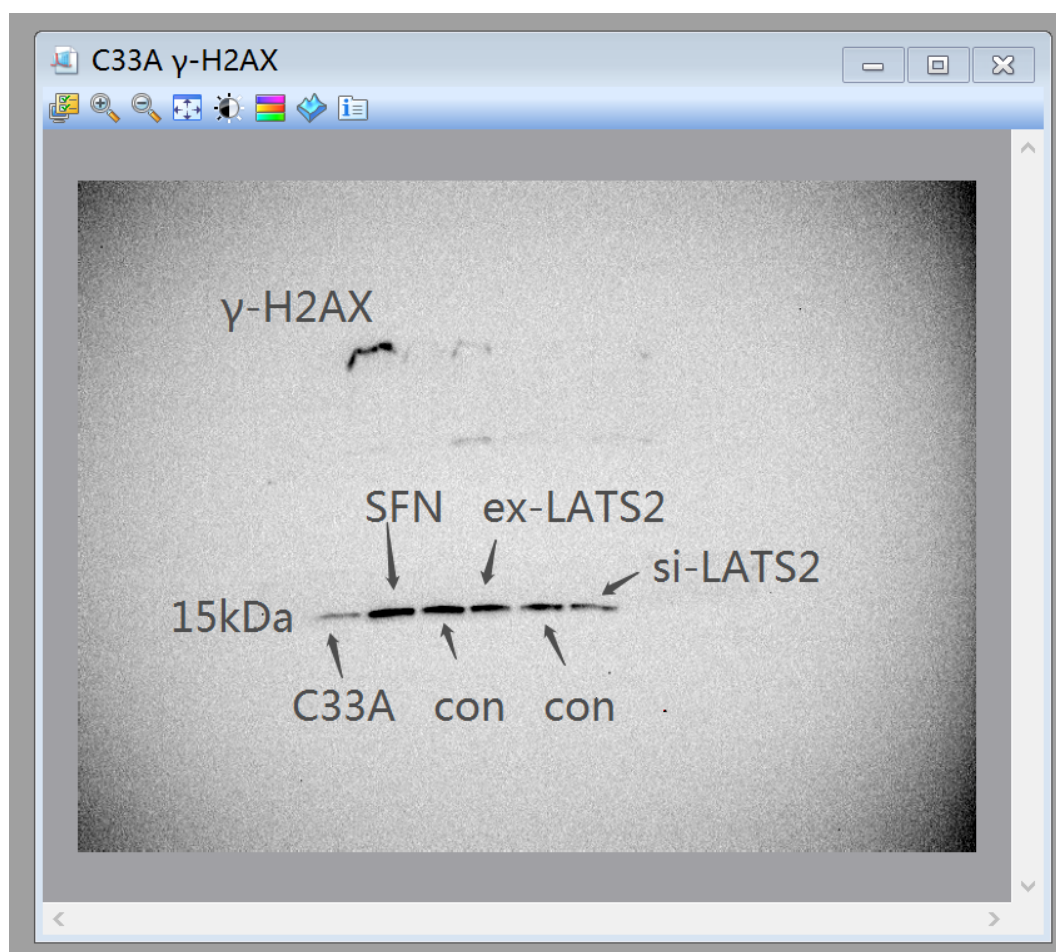 C33A γ-H2AX
γ-H2AX
SFN ex-LATS2
si-LATS2
15kDa
C33A con con